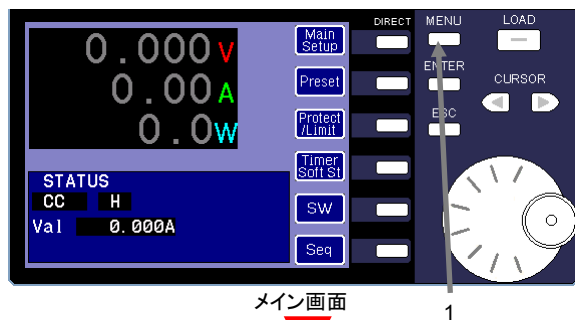 DIRECT MENU LOAD
0.000V
Main
Setup
ENTER
0.00A
Preset
CURSOR
0.0W
Protect
/Limit
ESC
Timer
Soft St
STATUS
CC H
SW
Val 0.000A
Seq
メイン画面
1